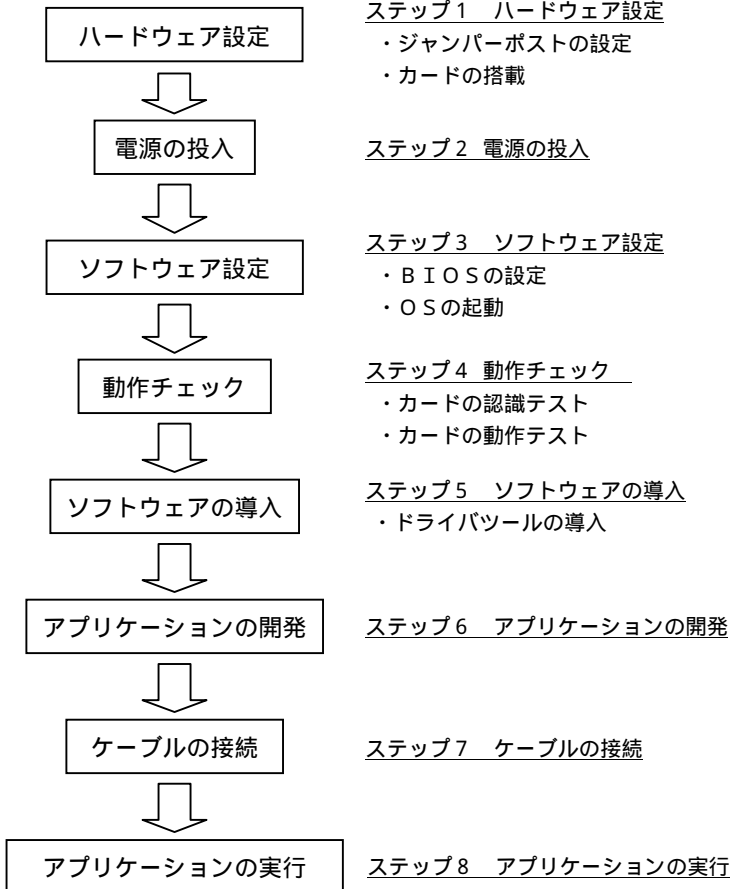 ハードウェア設定
ステップ1　ハードウェア設定
・ジャンパーポストの設定
・カードの搭載
電源の投入
ステップ2 電源の投入
ソフトウェア設定
ステップ3　ソフトウェア設定
・ＢＩＯＳの設定
・ＯＳの起動
動作チェック
ステップ4 動作チェック
・カードの認識テスト
・カードの動作テスト
ソフトウェアの導入
ステップ5　ソフトウェアの導入
・ドライバツールの導入
アプリケーションの開発
ステップ6　アプリケーションの開発
ケーブルの接続
ステップ7　ケーブルの接続
アプリケーションの実行
ステップ8　アプリケーションの実行